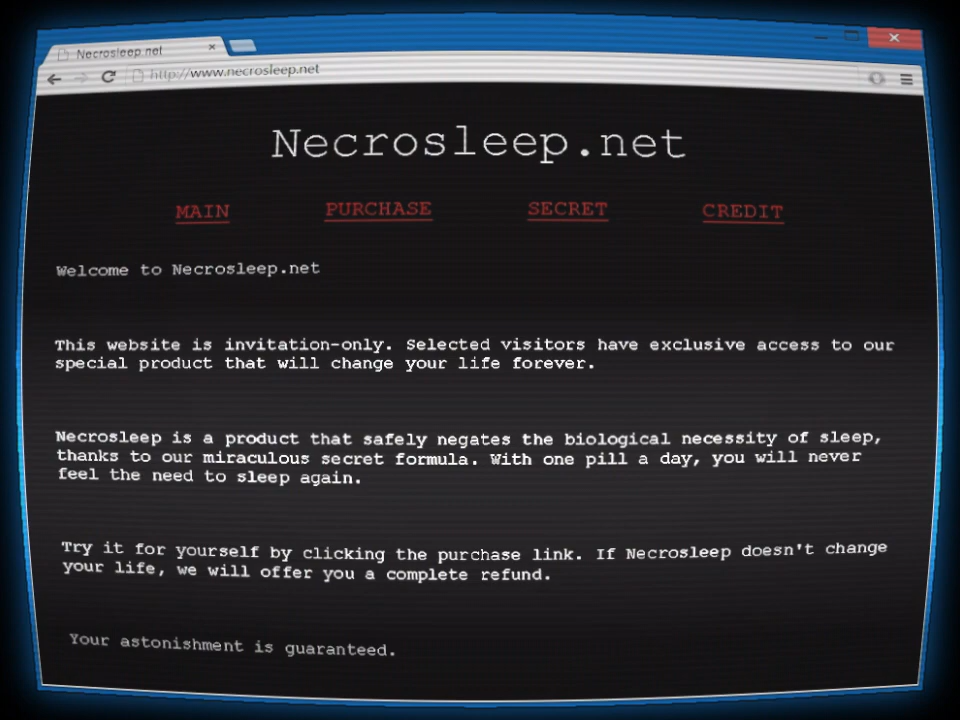 Necrosleep.net
http://www.necrosleep.net
Necrosleep.net
MAIN PURCHASE SECRET CREDIT
Welcome to Necrosleep.net
This website is invitation-only. Selected visitors have exclusive access to our
special product that will change your life forever.
Necrosleep is a product that safely negates the biological necessity of sleep,
thanks to our miraculous secret formula. With one pill a day, you will never
feel the need to sleep again.
Try it for yourself by clicking the purchase link. If Necrosleep doesn't change
your life, we will offer you a complete refund.
Your astonishment is guaranteed.